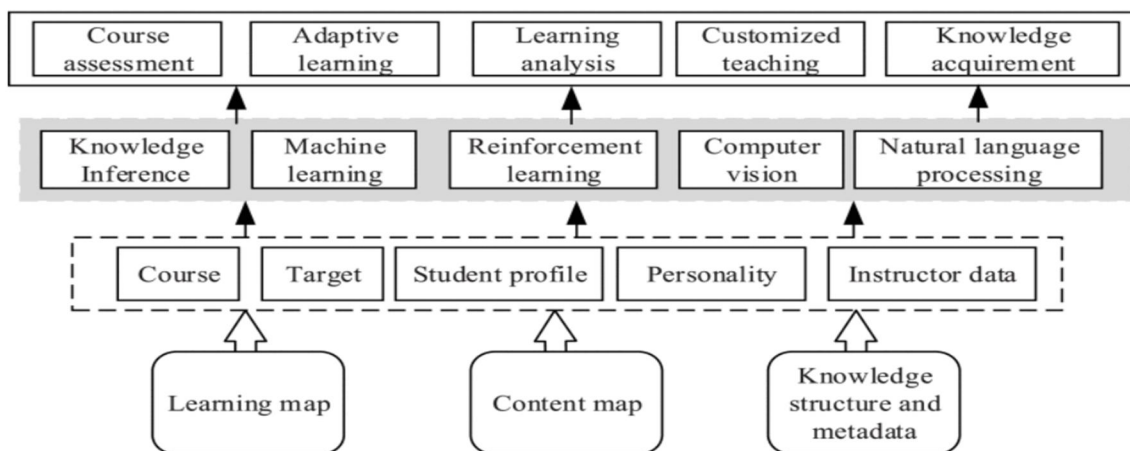 Course
assessment
Adaptive
learning
Learning
analysis
Customized
teaching
Knowledge
acquirement
Knowledge
Inference
Machine
learning
Reinforcement
learning
Computer
vision
Natural language
processing
Course
Target
Student profile
Personality
Instructor data
Learning map
Content map
Knowledge
structure and
metadata